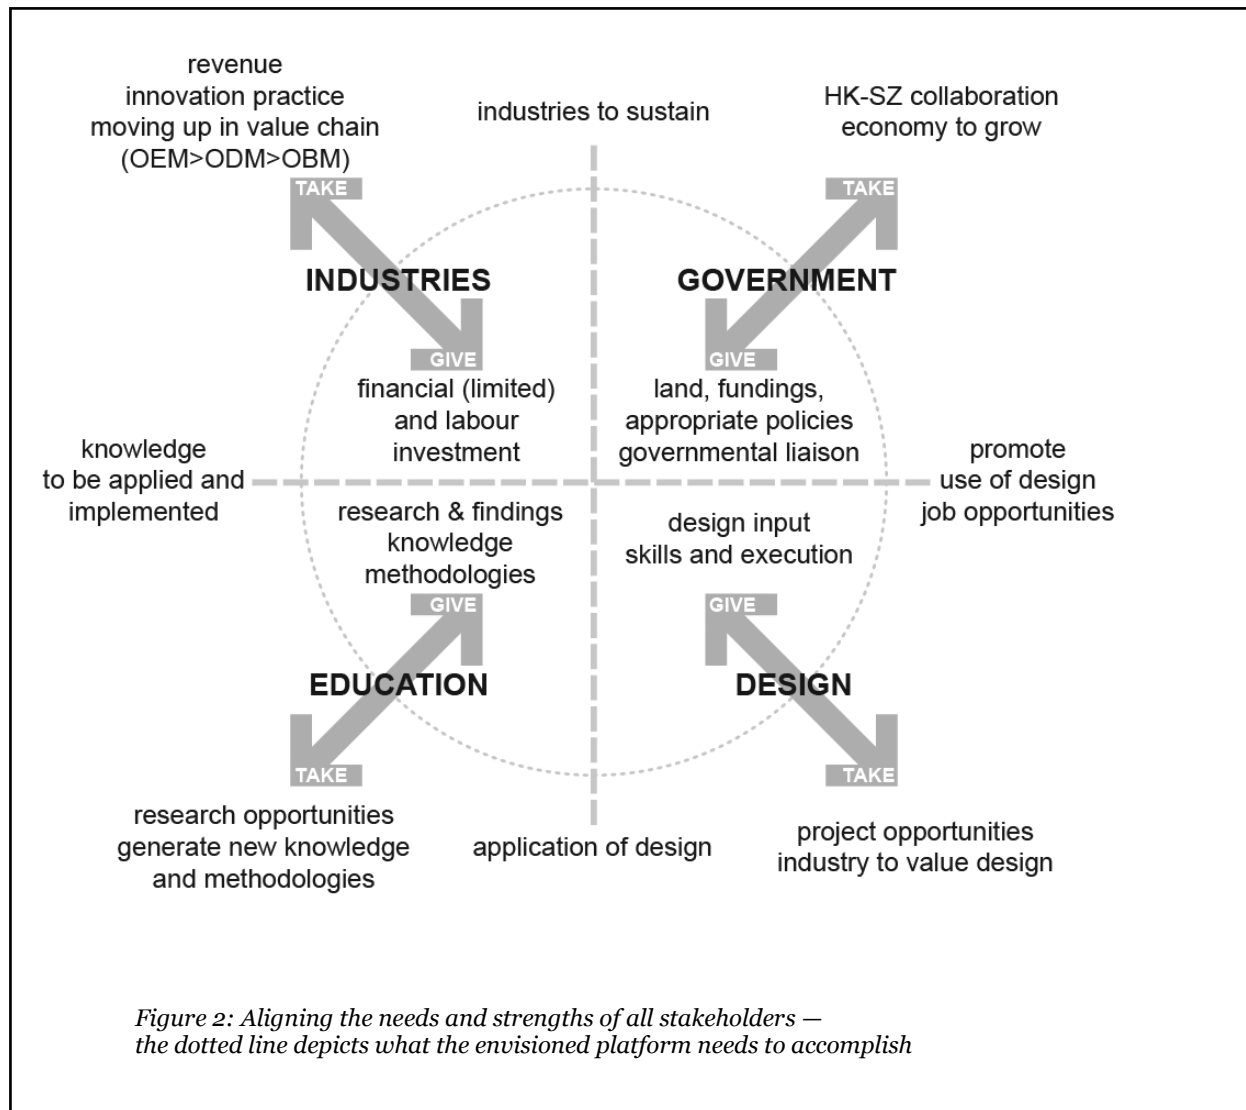 revenue
innovation practice
moving up in value chain
(OEM>ODM>OBM)
industries to sustain
HK-SZ collaboration
economy to grow
TAKE
TAKE
INDUSTRIES
GOVERNMENT
GIVE
GIVE
financial (limited)
and labour
investment
land, fundings,
appropriate policies
governmental liaison
knowledge
to be applied and
implemented
promote
use of design
job opportunities
research & findings
knowledge
methodologies
design input
skills and execution
GIVE
GIVE
EDUCATION
DESIGN
TAKE
TAKE
research opportunities
generate new knowledge
and methodologies
application of design
project opportunities
industry to value design
Figure 2: Aligning the needs and strengths of all stakeholders —
the dotted line depicts what the envisioned platform needs to accomplish